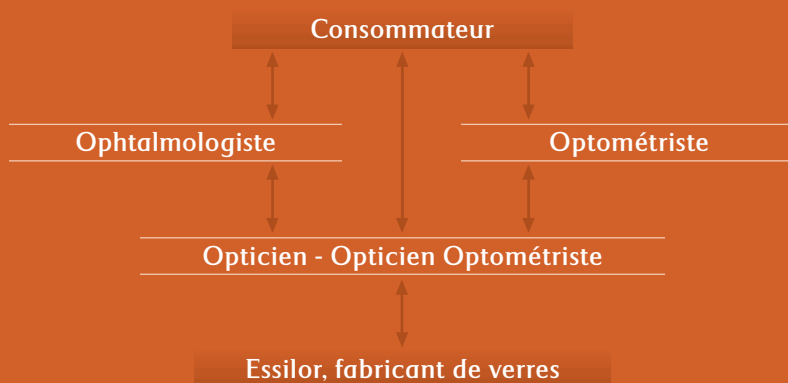 Consommateur
Ophtalmologiste
Optométriste
Opticien - Opticien Optométriste
Essilor, fabricant de verres